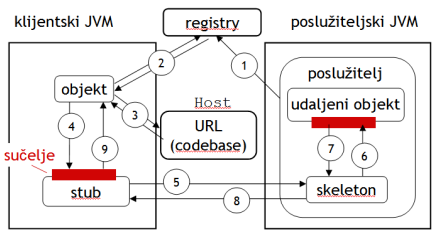 klijentski JVM
registry
poslužiteljski JVM
2
1
poslužitelj
objekt
Host
udaljeni objekt
3
URL
(codebase)
4
9
7
6
sučelje
stub
5
skeleton
8